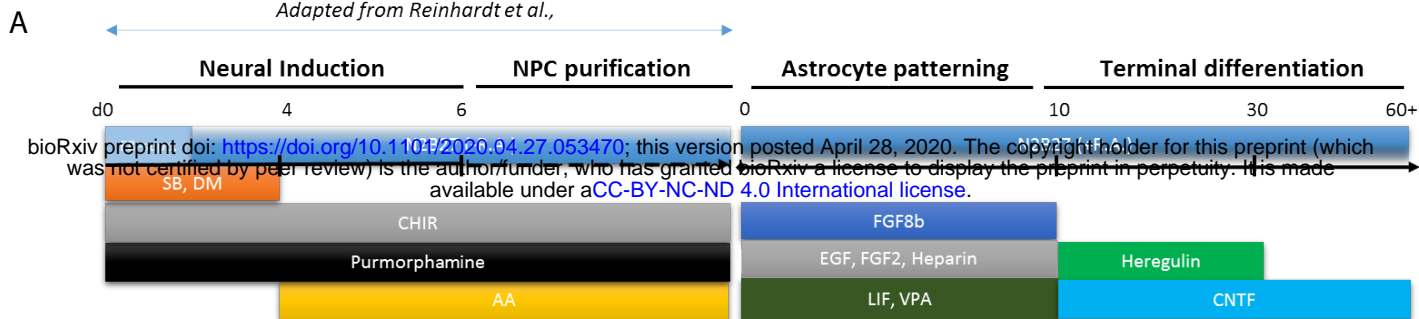 A
Adapted from Reinhardt et al.,
Neural Induction NPC purification Astrocyte patterning Terminal differentiation
d0 4 6 0 10 30 60+
bioRxiv preprint doi: https://doi.org/10.1101/2020.04.27.053470; this version posted April 28, 2020. The copyright holder for this preprint (which
was not certified by peer review) is the author/funder, who has granted bioRxiv a license to display the preprint in perpetuity. It is made
available under aCC-BY-NC-ND 4.0 International license.
SB, DM
CHIR FGF8b
Purmorphamine EGF, FGF2, Heparin Heregulin
AA LIF, VPA CNTF